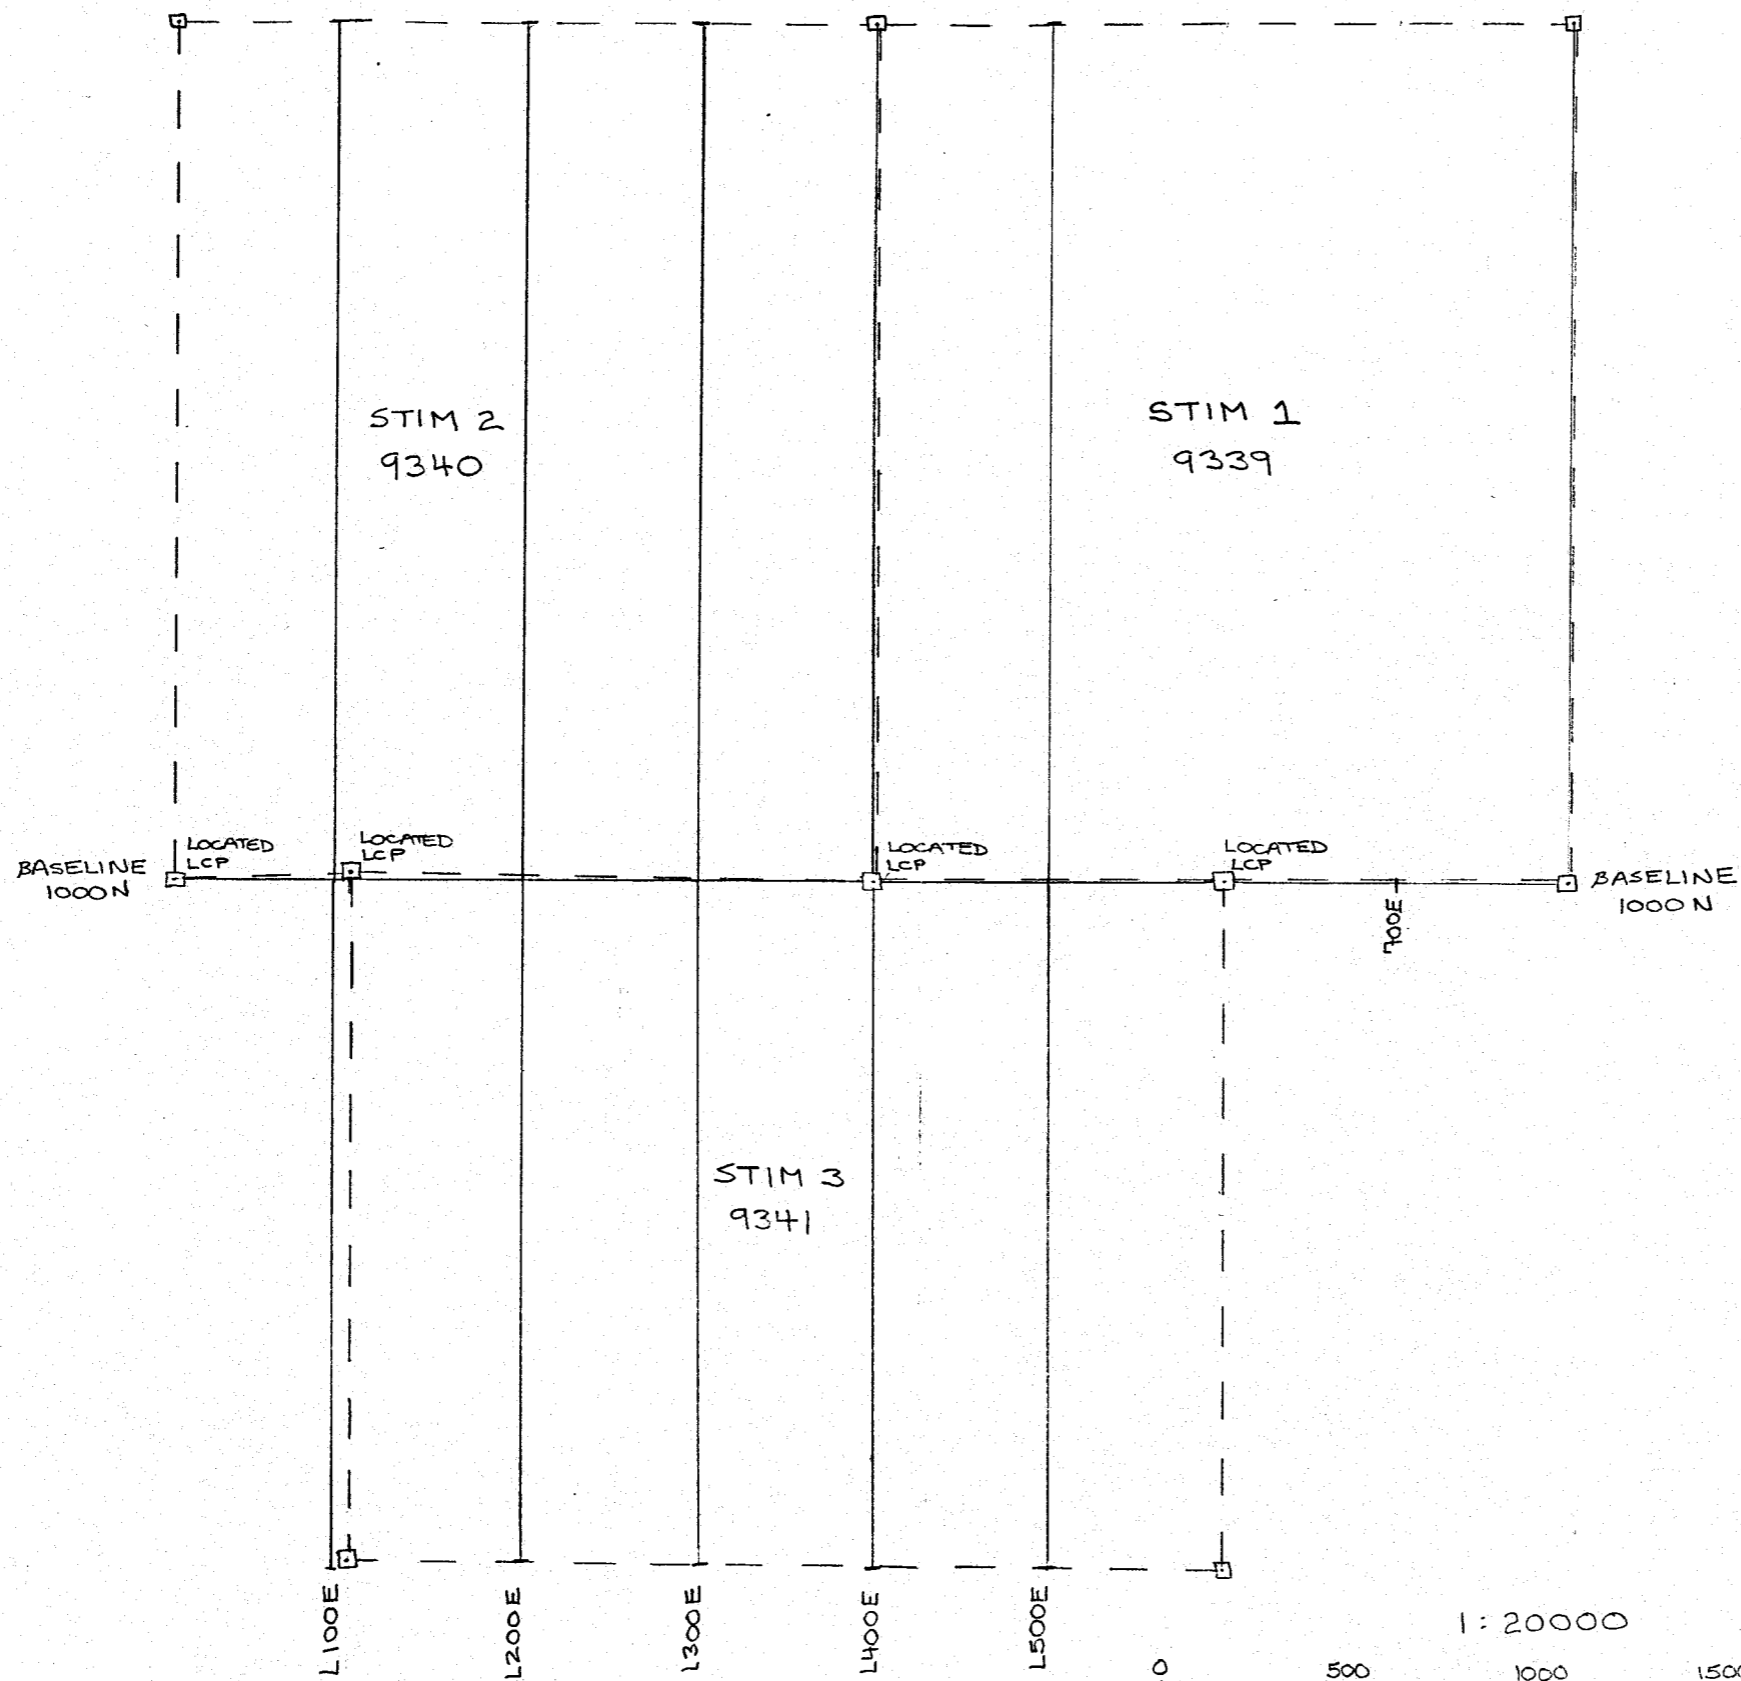 STIM 2
9340
STIM 1
9339
BASELINE
1000N
LOCATED
LCP
LOCATED
LCP
LOCATED
LCP
LOCATED
LCP
700E
BASELINE
1000 N
STIM 3
9341
L100E
L200E
L300E
L400E
L500E
1:20000
0 500 1000